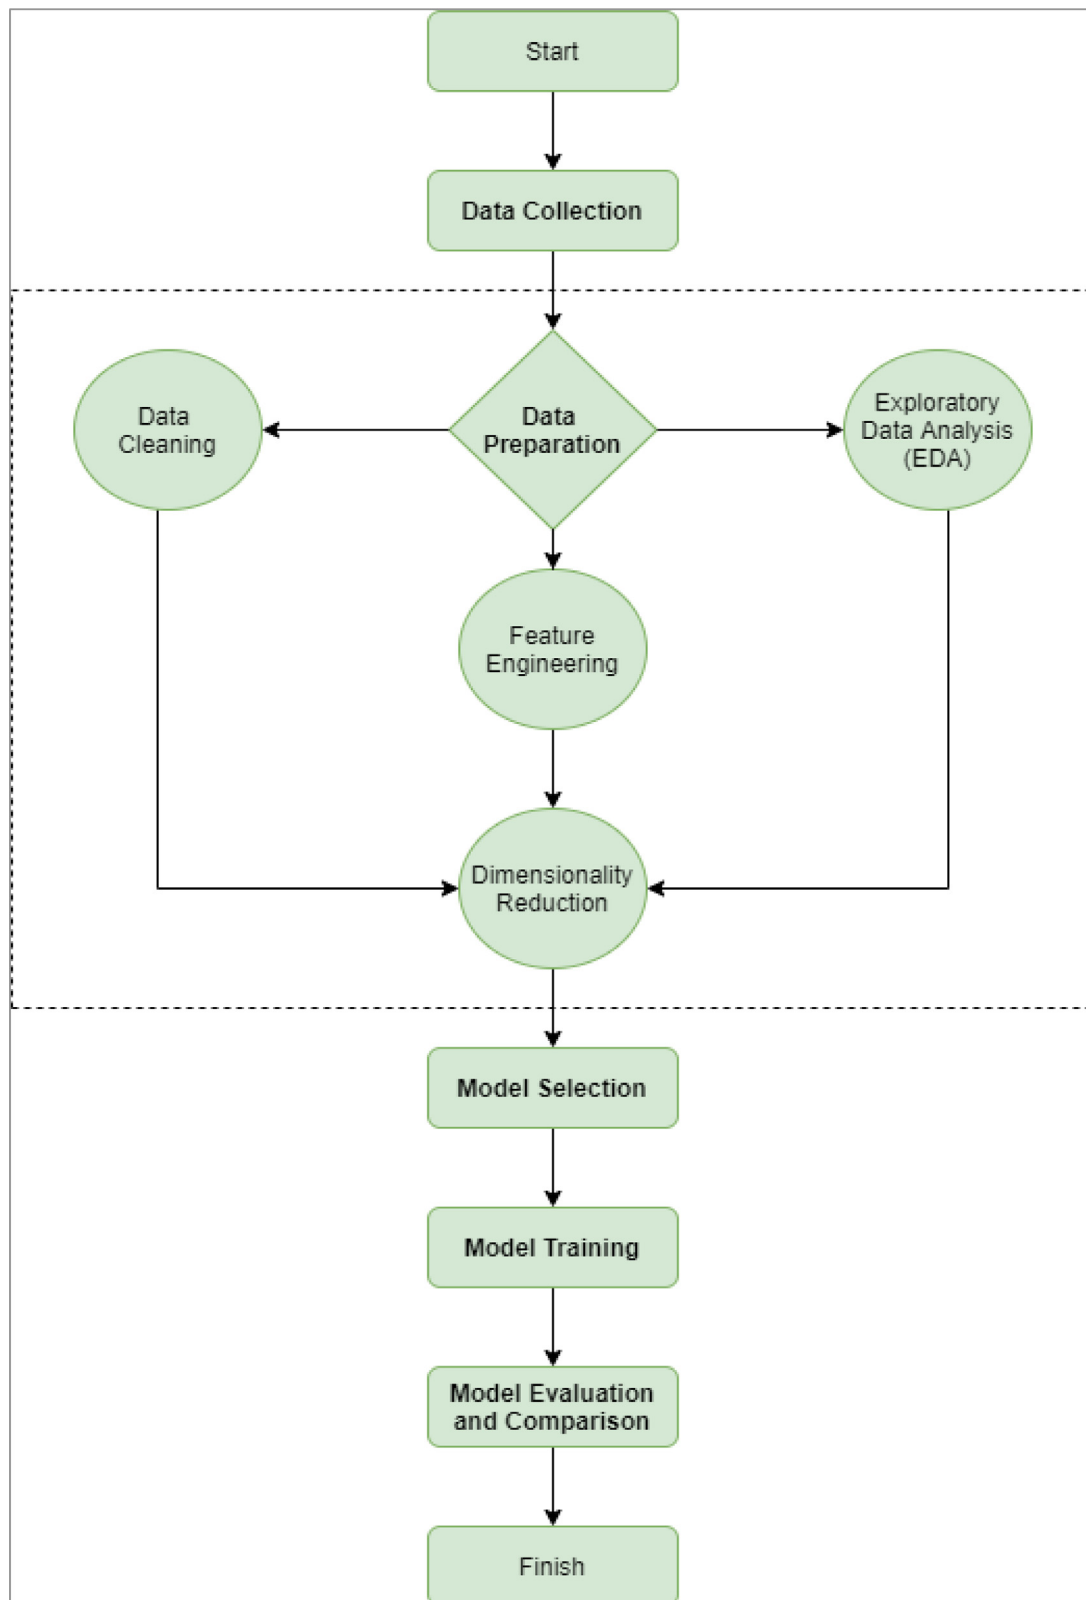 Start
Data Collection
Data
Cleaning
Data
Preparation
Exploratory
Data Analysis
(EDA)
Feature
Engineering
Dimensionality
Reduction
Model Selection
Model Training
Model Evaluation
and Comparison
Finish